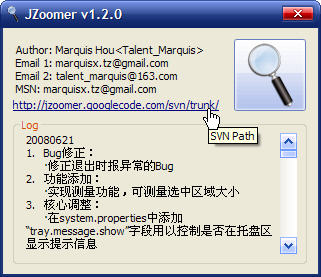 JZoomer v1.2.0
Author: Marquis Hou<Talent_Marquis>
Email 1: marquisx.tz@gmail.com
Email 2: talent_marquis@163.com
MSN: marquisx.tz@gmail.com
http://jzoomer.googlecode.com/svn/trunk/
SVN Path
Log
20080621
1. Bug修正：
·修正退出时报异常的Bug
2. 功能添加：
·实现测量功能，可测量选中区域大小
3. 核心调整：
·在system.properties中添加
“tray.message.show”字段用以控制是否在托盘区
显示提示信息